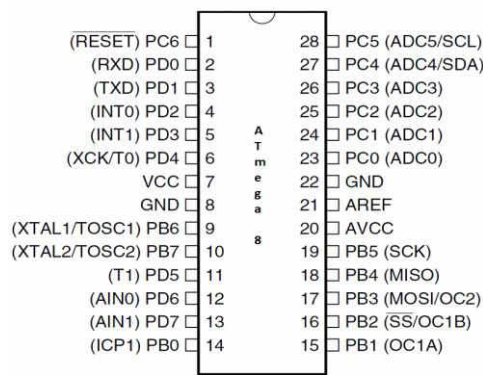 (RESET) PC6 1 28 PC5 (ADC5/SCL)
(RXD) PD0 2 27 PC4 (ADC4/SDA)
(TXD) PD1 3 26 PC3 (ADC3)
(INT0) PD2 4 25 PC2 (ADC2)
(INT1) PD3 5 24 PC1 (ADC1)
(XCK/T0) PD4 6 23 PC0 (ADC0)
VCC 7 22 GND
GND 8 21 AREF
(XTAL1/TOSC1) PB6 9 20 AVCC
(XTAL2/TOSC2) PB7 10 19 PB5 (SCK)
(T1) PD5 11 18 PB4 (MISO)
(AIN0) PD6 12 17 PB3 (MOSI/OC2)
(AIN1) PD7 13 16 PB2 (SS/OC1B)
(ICP1) PB0 14 15 PB1 (OC1A)
ATmega 8